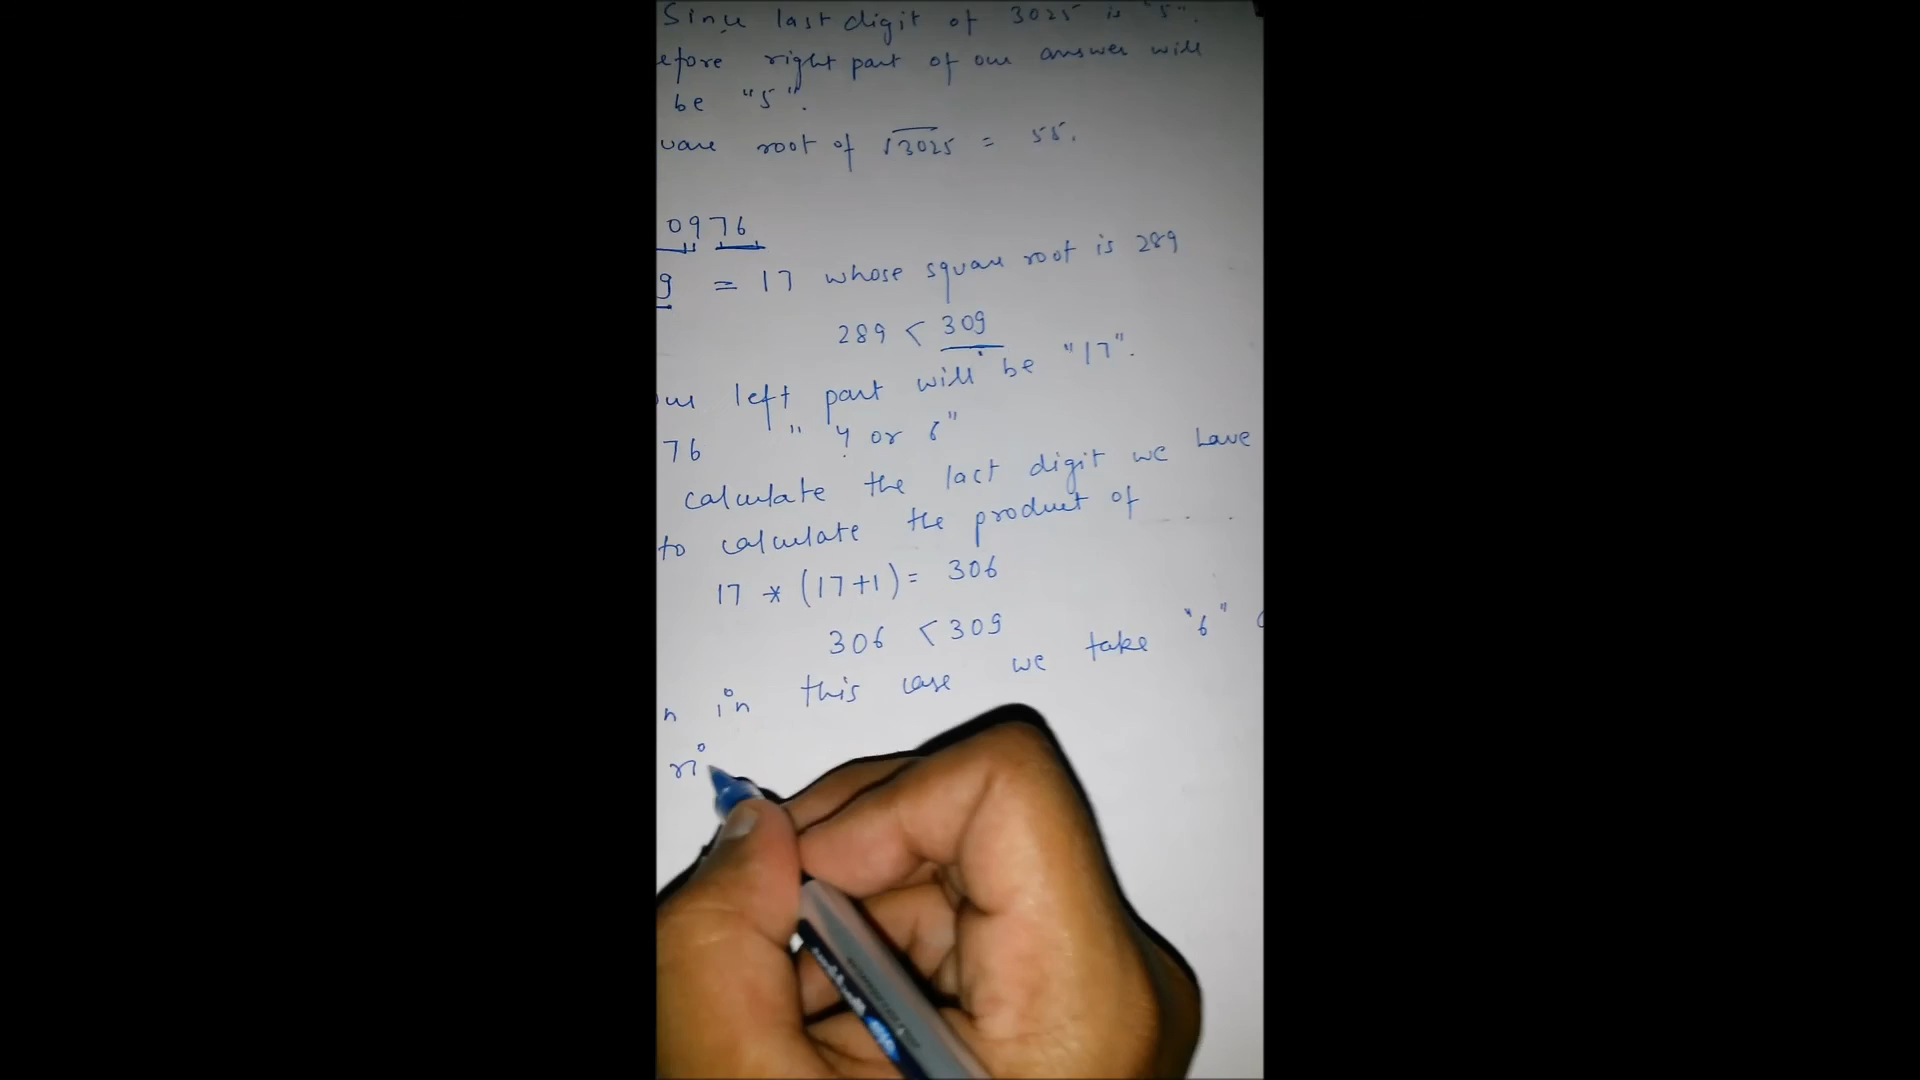 Since last digit of 3025 is "5".
efore right part of our answer will
be "5".
uare root of √3025 = 55.
0976
9 = 17 whose square root is 289
289 < 309
our left part will be "17".
76 " 4 or 6"
calculate the last digit we have
to calculate the product of
17 * (17+1) = 306
306 < 309
n in this case we take "6"
ri